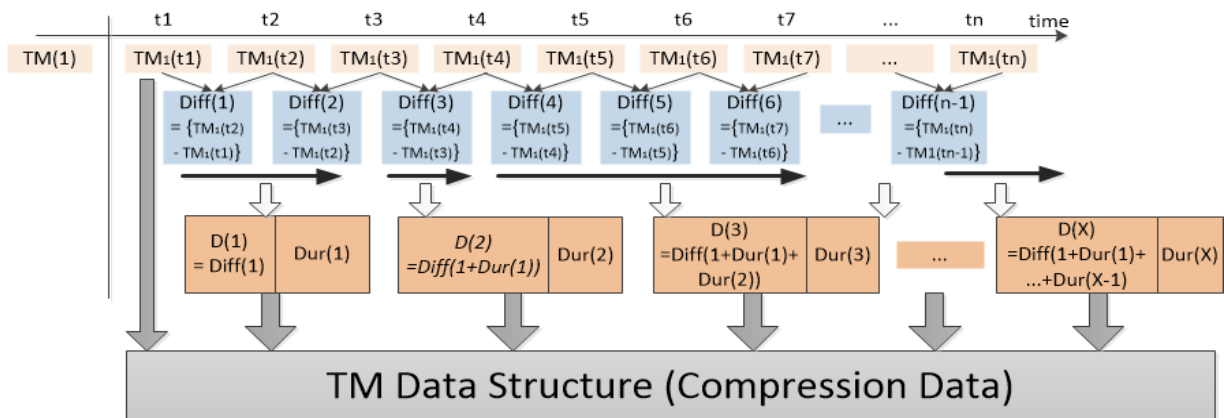 t1 t2 t3 t4 t5 t6 t7 ... tn time
TM(1) TM₁(t1) TM₁(t2) TM₁(t3) TM₁(t4) TM₁(t5) TM₁(t6) TM₁(t7) ... TM₁(tn)
Diff(1) Diff(2) Diff(3) Diff(4) Diff(5) Diff(6) Diff(n-1)
= {TM₁(t2) ={TM₁(t3) ={TM₁(t4) ={TM₁(t5) ={TM₁(t6) ={TM₁(t7) ... ={TM₁(tn)
- TM₁(t1)} - TM₁(t2)} - TM₁(t3)} - TM₁(t4)} - TM₁(t5)} - TM₁(t6)} - TM1(tn-1)}
D(1)
= Diff(1)
Dur(1)
D(2)
=Diff(1+Dur(1))
Dur(2)
D(3)
=Diff(1+Dur(1)+
Dur(2))
Dur(3)
...
D(X)
=Diff(1+Dur(1)+
...+Dur(X-1)
Dur(X)
TM Data Structure (Compression Data)